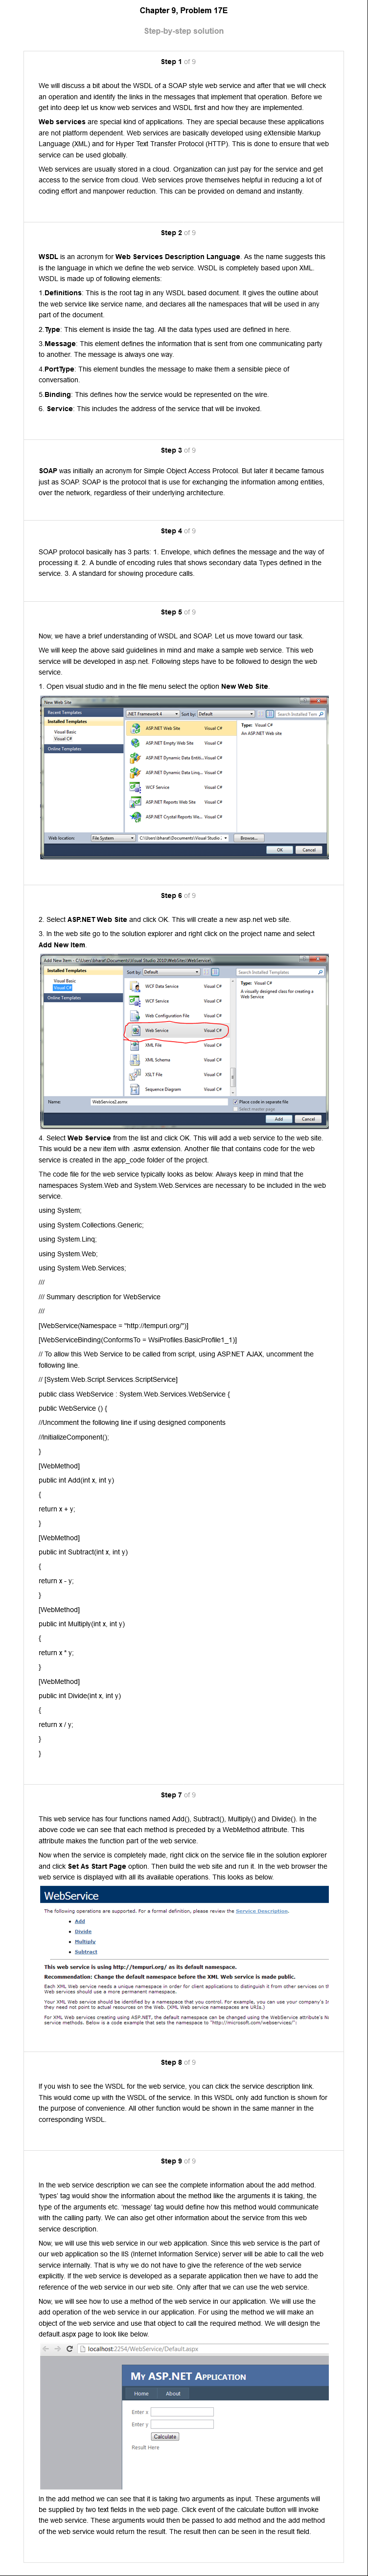 Chapter 9, Problem 17E
Step-by-step solution
Step 1 of 9
We will discuss a bit about the WSDL of a SOAP style web service and after that we will check
an operation and identify the links in the messages that implement that operation. Before we
get into deep let us know web services and WSDL first and how they are implemented.
Web services are special kind of applications. They are special because these applications
are not platform dependent. Web services are basically developed using eXtensible Markup
Language (XML) and for Hyper Text Transfer Protocol (HTTP). This is done to ensure that web
service can be used globally.
Web services are usually stored in a cloud. Organization can just pay for the service and get
access to the service from cloud. Web services prove themselves helpful in reducing a lot of
coding effort and manpower reduction. This can be provided on demand and instantly.
Step 2 of 9
WSDL is an acronym for Web Services Description Language. As the name suggests this
is the language in which we define the web service. WSDL is completely based upon XML.
WSDL is made up of following elements:
1.Definitions: This is the root tag in any WSDL based document. It gives the outline about
the web service like service name, and declares all the namespaces that will be used in any
part of the document.
2.Type: This element is inside the tag. All the data types used are defined in here.
3.Message: This element defines the information that is sent from one communicating party
to another. The message is always one way.
4.PortType: This element bundles the message to make them a sensible piece of
conversation.
5.Binding: This defines how the service would be represented on the wire.
6. Service: This includes the address of the service that will be invoked.
Step 3 of 9
SOAP was initially an acronym for Simple Object Access Protocol. But later it became famous
just as SOAP. SOAP is the protocol that is use for exchanging the information among entities,
over the network, regardless of their underlying architecture.
Step 4 of 9
SOAP protocol basically has 3 parts: 1. Envelope, which defines the message and the way of
processing it. 2. A bundle of encoding rules that shows secondary data Types defined in the
service. 3. A standard for showing procedure calls.
Step 5 of 9
Now, we have a brief understanding of WSDL and SOAP. Let us move toward our task.
We will keep the above said guidelines in mind and make a sample web service. This web
service will be developed in asp.net. Following steps have to be followed to design the web
service.
1. Open visual studio and in the file menu select the option New Web Site.
New Web Site
Recent Templates
.NET Framework 4 Sort by: Default Search Installed Tem
Installed Templates
Visual Basic
Visual C#
Online Templates
ASP.NET Web Site Visual C#
ASP.NET Empty Web Site Visual C#
ASP.NET Dynamic Data Entiti... Visual C#
ASP.NET Dynamic Data Linq... Visual C#
WCF Service Visual C#
ASP.NET Reports Web Site Visual C#
ASP.NET Crystal Reports We... Visual C#
Type: Visual C#
An ASP.NET Web site
Web location: File System C:\Users\bharat\Documents\Visual Studio Browse...
OK Cancel
Step 6 of 9
2. Select ASP.NET Web Site and click OK. This will create a new asp.net web site.
3. In the web site go to the solution explorer and right click on the project name and select
Add New Item.
Add New Item - C:\Users\bharat\Documents\Visual Studio 2010\WebSites\WebService\
Installed Templates
Sort by: Default Search Installed Templates
Visual Basic
Visual C#
Online Templates
WCF Data Service Visual C#
WCF Service Visual C#
Web Configuration File Visual C#
Web Service Visual C#
XML File Visual C#
XML Schema Visual C#
XSLT File Visual C#
Sequence Diagram Visual C#
Type: Visual C#
A visually designed class for creating a
Web Service
Name: WebService2.asmx
Place code in separate file
Select master page
Add Cancel
4. Select Web Service from the list and click OK. This will add a web service to the web site.
This would be a new item with .asmx extension. Another file that contains code for the web
service is created in the app_code folder of the project.
The code file for the web service typically looks as below. Always keep in mind that the
namespaces System.Web and System.Web.Services are necessary to be included in the web
service.
using System;
using System.Collections.Generic;
using System.Linq;
using System.Web;
using System.Web.Services;
///
/// Summary description for WebService
///
[WebService(Namespace = "http://tempuri.org/")]
[WebServiceBinding(ConformsTo = WsiProfiles.BasicProfile1_1)]
// To allow this Web Service to be called from script, using ASP.NET AJAX, uncomment the
following line.
// [System.Web.Script.Services.ScriptService]
public class WebService : System.Web.Services.WebService {
public WebService () {
//Uncomment the following line if using designed components
//InitializeComponent();
}
[WebMethod]
public int Add(int x, int y)
{
return x + y;
}
[WebMethod]
public int Subtract(int x, int y)
{
return x - y;
}
[WebMethod]
public int Multiply(int x, int y)
{
return x * y;
}
[WebMethod]
public int Divide(int x, int y)
{
return x / y;
}
}
Step 7 of 9
This web service has four functions named Add(), Subtract(), Multiply() and Divide(). In the
above code we can see that each method is preceded by a WebMethod attribute. This
attribute makes the function part of the web service.
Now when the service is completely made, right click on the service file in the solution explorer
and click Set As Start Page option. Then build the web site and run it. In the web browser the
web service is displayed with all its available operations. This looks as below.
WebService
The following operations are supported. For a formal definition, please review the Service Description.
Add
Divide
Multiply
Subtract
This web service is using http://tempuri.org/ as its default namespace.
Recommendation: Change the default namespace before the XML Web service is made public.
Each XML Web service needs a unique namespace in order for client applications to distinguish it from other services on th
Web services should use a more permanent namespace.
Your XML Web service should be identified by a namespace that you control. For example, you can use your company's In
they need not point to actual resources on the Web. (XML Web service namespaces are URIs.)
For XML Web services creating using ASP.NET, the default namespace can be changed using the WebService attribute's Na
service methods. Below is a code example that sets the namespace to "http://microsoft.com/webservices/":
Step 8 of 9
If you wish to see the WSDL for the web service, you can click the service description link.
This would come up with the WSDL of the service. In this WSDL only add function is shown for
the purpose of convenience. All other function would be shown in the same manner in the
corresponding WSDL.
Step 9 of 9
In the web service description we can see the complete information about the add method.
'types' tag would show the information about the method like the arguments it is taking, the
type of the arguments etc. 'message' tag would define how this method would communicate
with the calling party. We can also get other information about the service from this web
service description.
Now, we will use this web service in our web application. Since this web service is the part of
our web application so the IIS (Internet Information Service) server will be able to call the web
service internally. That is why we do not have to give the reference of the web service
explicitly. If the web service is developed as a separate application then we have to add the
reference of the web service in our web site. Only after that we can use the web service.
Now, we will see how to use a method of the web service in our application. We will use the
add operation of the web service in our application. For using the method we will make an
object of the web service and use that object to call the required method. We will design the
default.aspx page to look like below.
localhost:2254/WebService/Default.aspx
MY ASP.NET APPLICATION
Home About
Enter x
Enter y
Calculate
Result Here
In the add method we can see that it is taking two arguments as input. These arguments will
be supplied by two text fields in the web page. Click event of the calculate button will invoke
the web service. These arguments would then be passed to add method and the add method
of the web service would return the result. The result then can be seen in the result field.